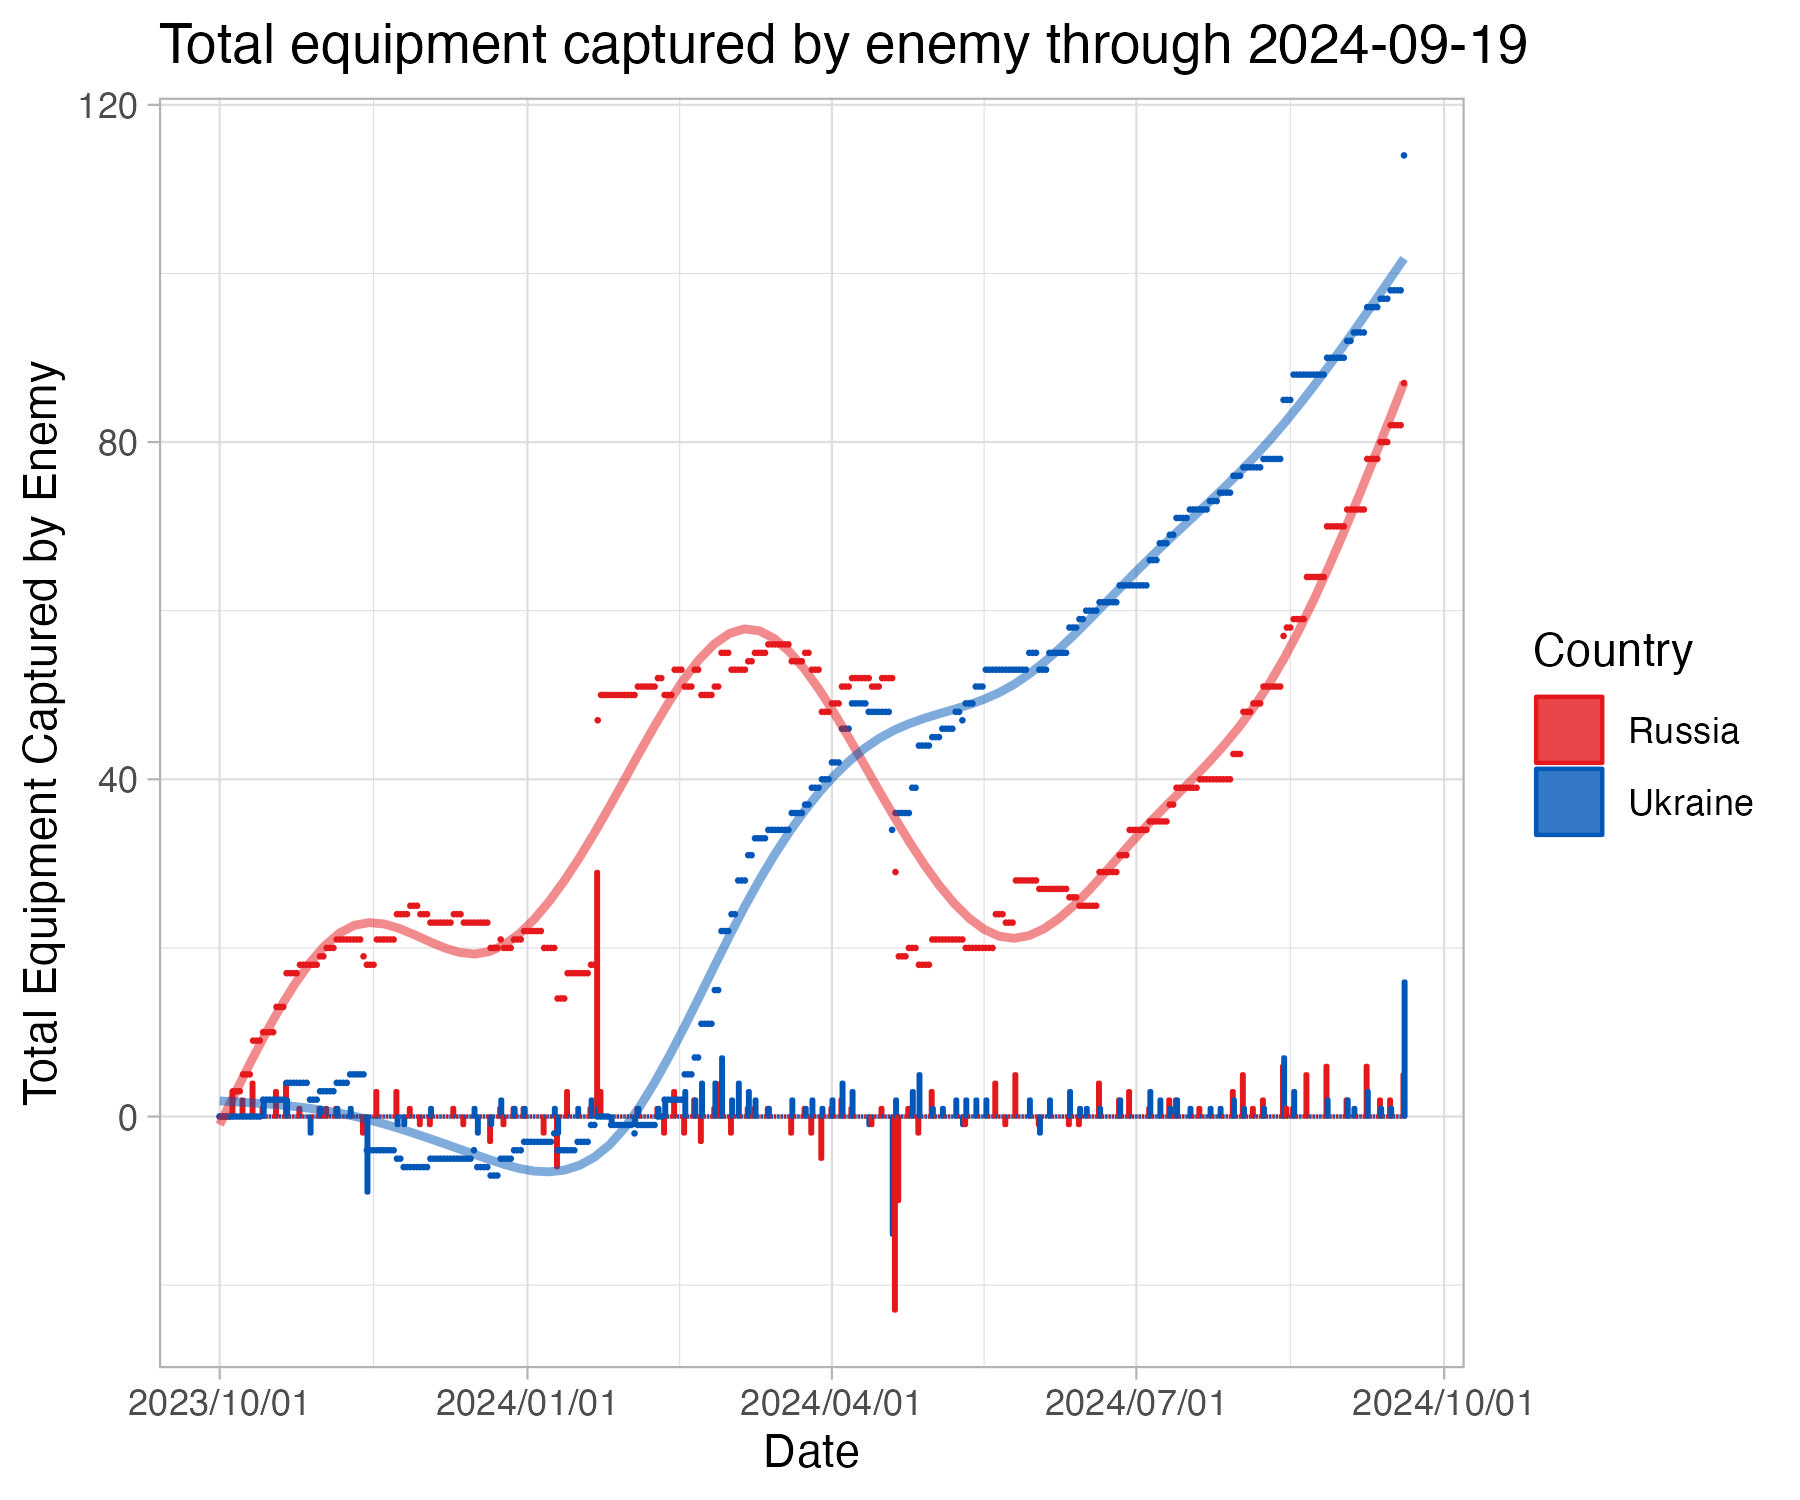 Total equipment captured by enemy through 2024-09-19
Total Equipment Captured by Enemy
120
80
40
0
2023/10/01
2024/01/01
2024/04/01
2024/07/01
2024/10/01
Date
Country
Russia
Ukraine